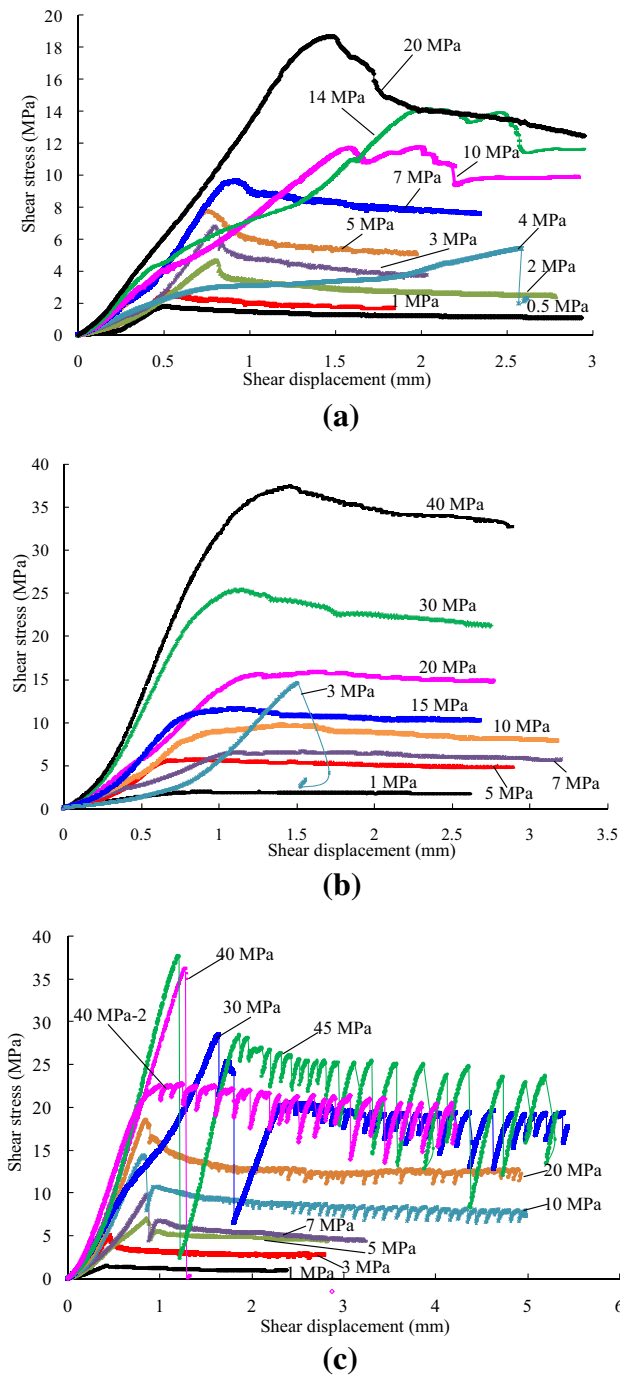 20
18
16
14
12
10
8
6
4
2
0
Shear stress (MPa)
20 MPa
14 MPa
10 MPa
7 MPa
5 MPa
4 MPa
3 MPa
2 MPa
1 MPa
0.5 MPa
0 0.5 1 1.5 2 2.5 3
Shear displacement (mm)
(a)
40
35
30
25
20
15
10
5
0
Shear stress (MPa)
40 MPa
30 MPa
20 MPa
3 MPa
15 MPa
10 MPa
7 MPa
1 MPa
5 MPa
0 0.5 1 1.5 2 2.5 3 3.5
Shear displacement (mm)
(b)
40
35
30
25
20
15
10
5
0
Shear stress (MPa)
40 MPa
40 MPa-2
30 MPa
45 MPa
20 MPa
10 MPa
7 MPa
5 MPa
3 MPa
1 MPa
0 1 2 3 4 5 6
Shear displacement (mm)
(c)